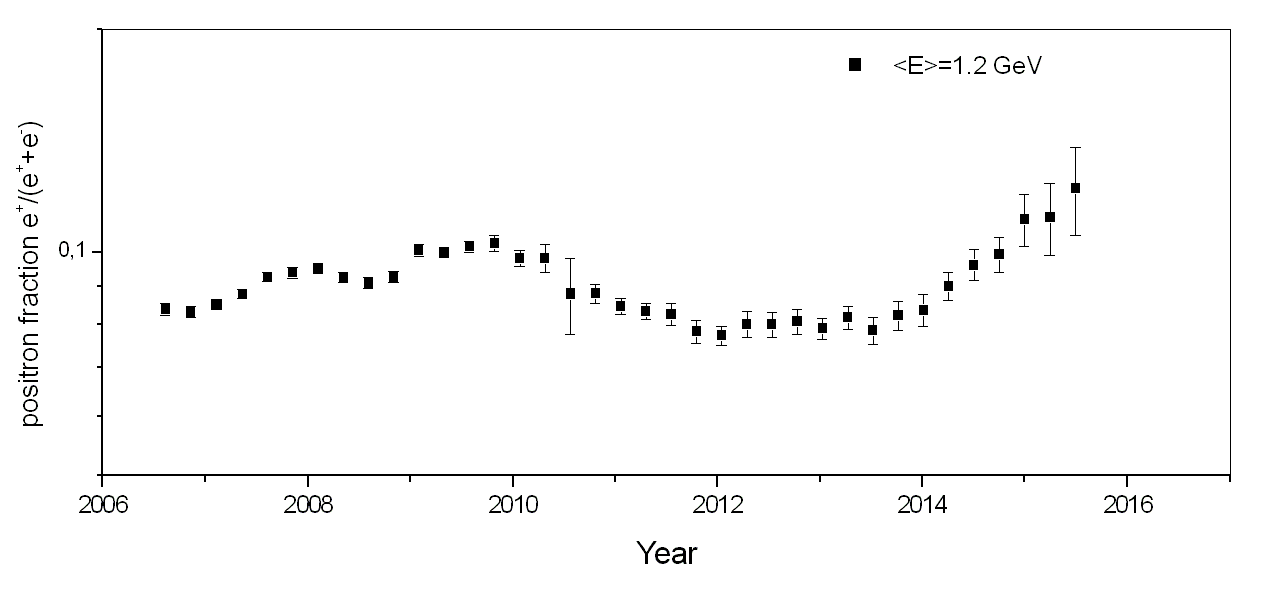 <E>=1.2 GeV
positron fraction e⁺/(e⁺+e⁻)
0,1
2006 2008 2010 2012 2014 2016
Year